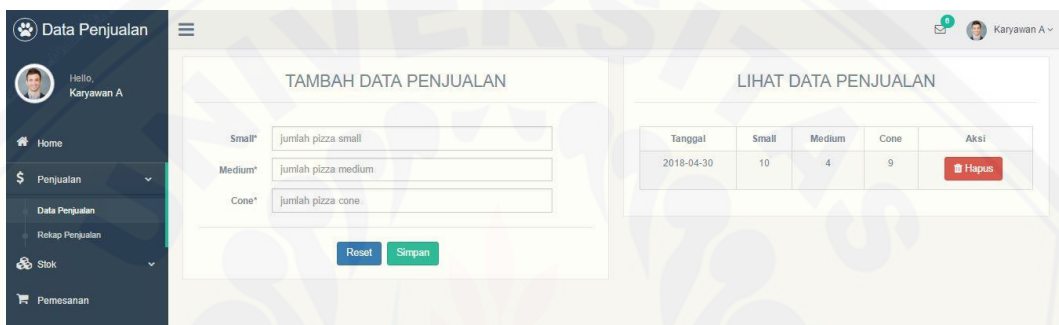 Data Penjualan
6
Karyawan A
Hello,
Karyawan A
Home
$ Penjualan
Data Penjualan
Rekap Penjualan
Stok
Pemesanan
TAMBAH DATA PENJUALAN
Small* jumlah pizza small
Medium* jumlah pizza medium
Cone* jumlah pizza cone
Reset Simpan
LIHAT DATA PENJUALAN
Tanggal Small Medium Cone Aksi
2018-04-30 10 4 9 Hapus
UNIVERSITAS